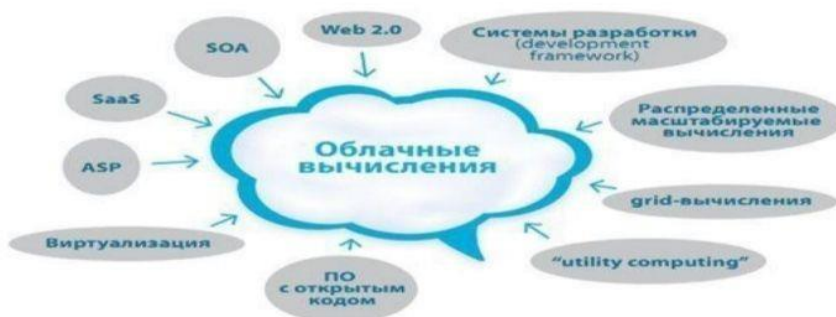 Web 2.0
SOA
Системы разработки
(development
framework)
SaaS
Распределенные
масштабируемые
вычисления
Облачные
вычисления
ASP
grid-вычисления
Виртуализация
"utility computing"
ПО
с открытым
кодом